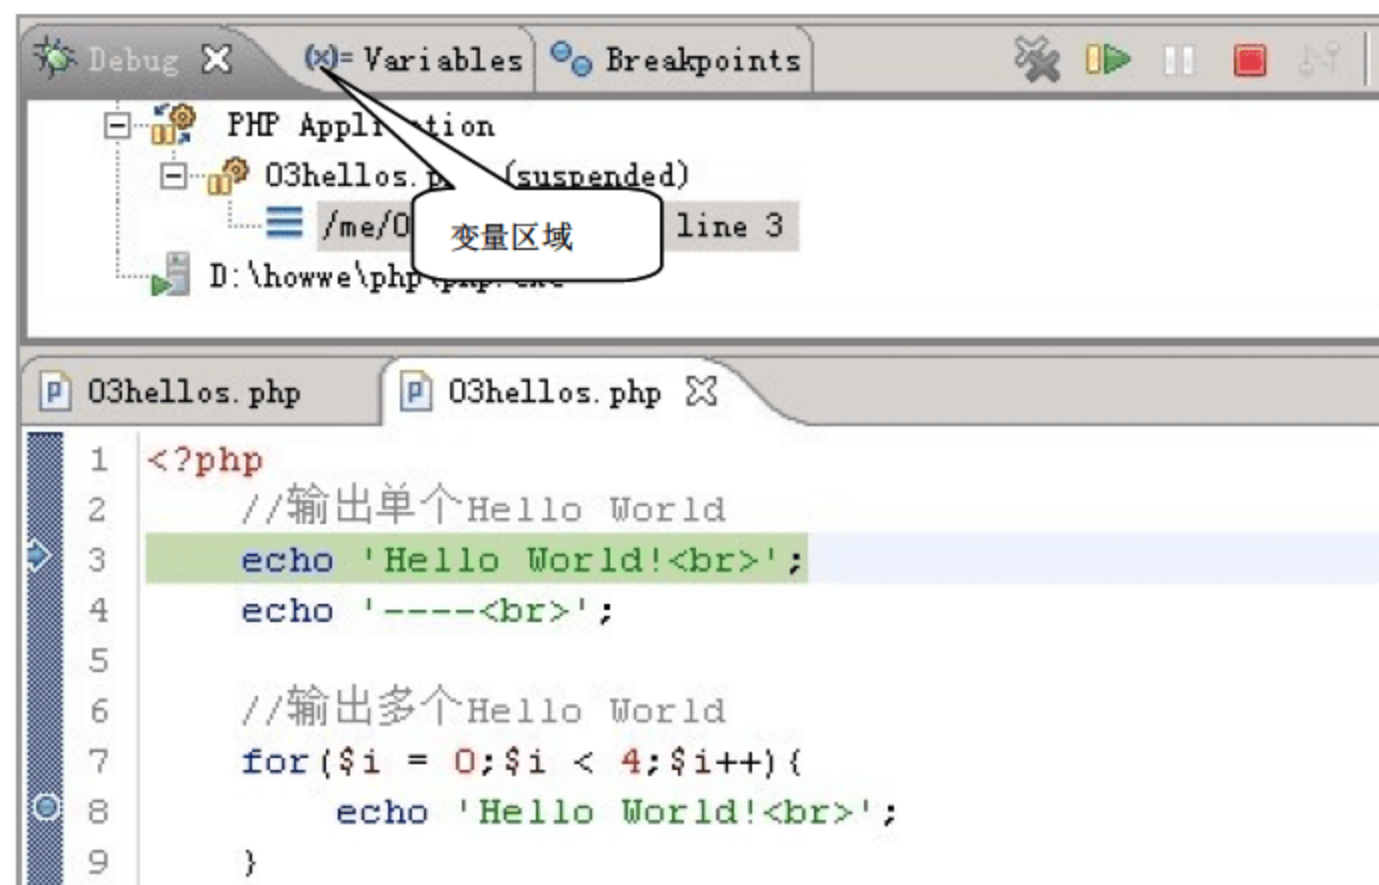 Debug (x)= Variables Breakpoints
PHP Application
03hellos.p (suspended)
/me/0 line 3
变量区域
D:\howwe\php\php.exe
03hellos.php 03hellos.php
1 <?php
2 //输出单个Hello World
3 echo 'Hello World!<br>';
4 echo '----<br>';
5
6 //输出多个Hello World
7 for($i = 0;$i < 4;$i++){
8 echo 'Hello World!<br>';
9 }